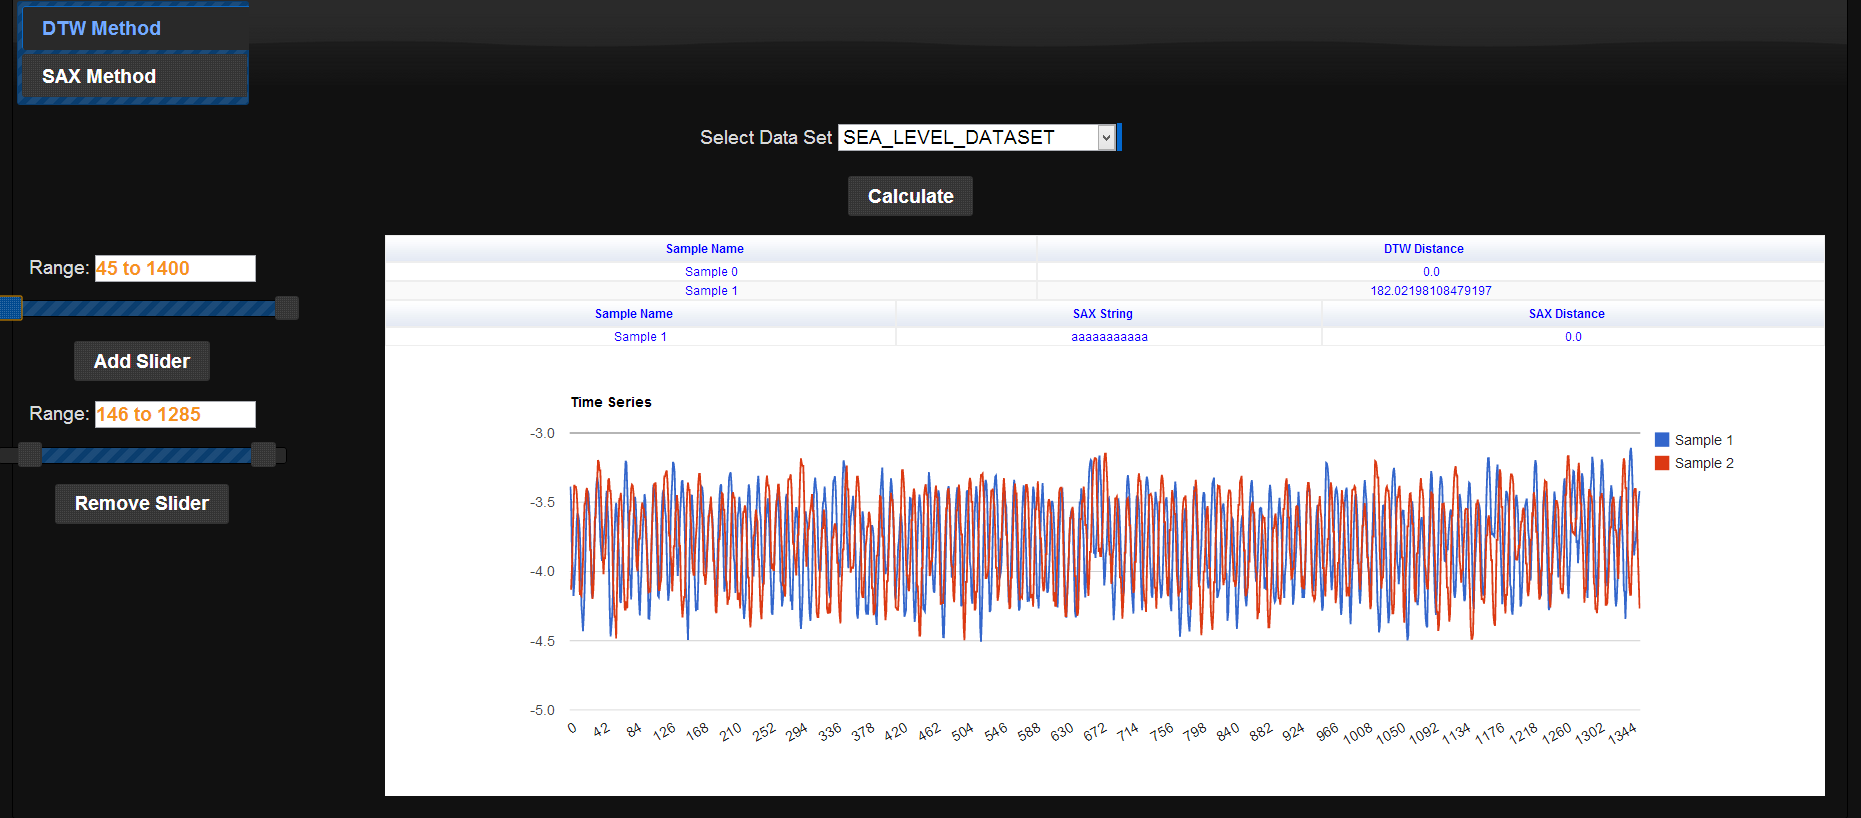 DTW Method
SAX Method
Select Data Set SEA_LEVEL_DATASET
Calculate
Range: 45 to 1400
Add Slider
Range: 146 to 1285
Remove Slider
Sample Name DTW Distance
Sample 0 0.0
Sample 1 182.02198108479197
Sample Name SAX String SAX Distance
Sample 1 aaaaaaaaaaa 0.0
Time Series
-3.0
-3.5
-4.0
-4.5
-5.0
0 42 84 126 168 210 252 294 336 378 420 462 504 546 588 630 672 714 756 798 840 882 924 966 1008 1050 1092 1134 1176 1218 1260 1302 1344
Sample 1
Sample 2